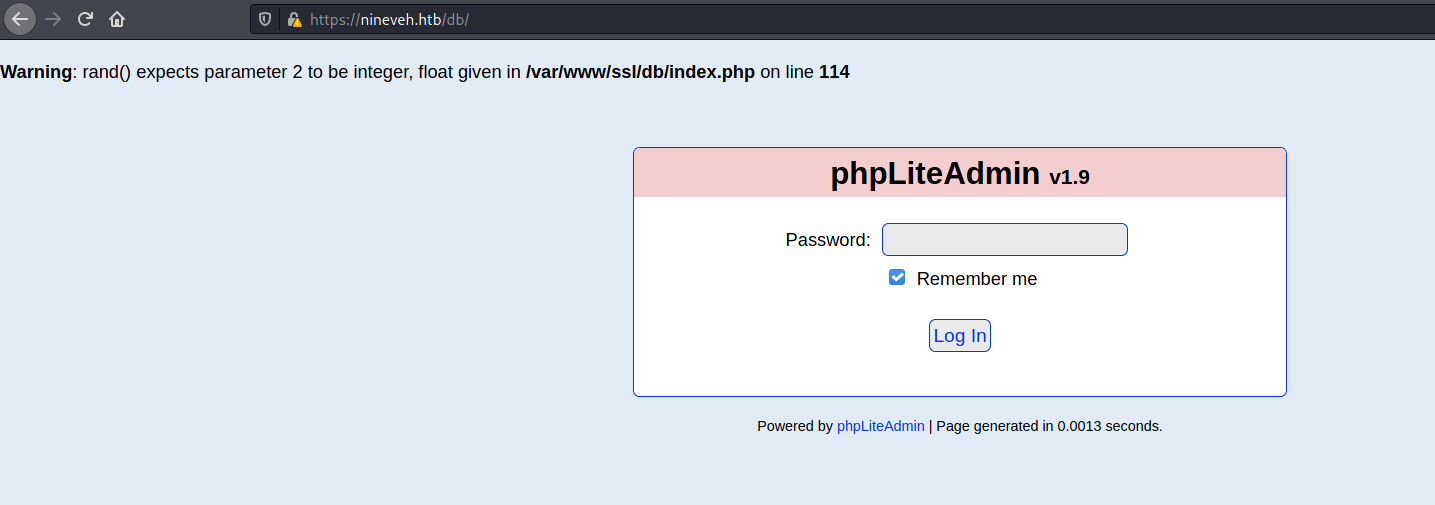 https://nineveh.htb/db/
Warning: rand() expects parameter 2 to be integer, float given in /var/www/ssl/db/index.php on line 114
phpLiteAdmin v1.9
Password:
Remember me
Log In
Powered by phpLiteAdmin | Page generated in 0.0013 seconds.